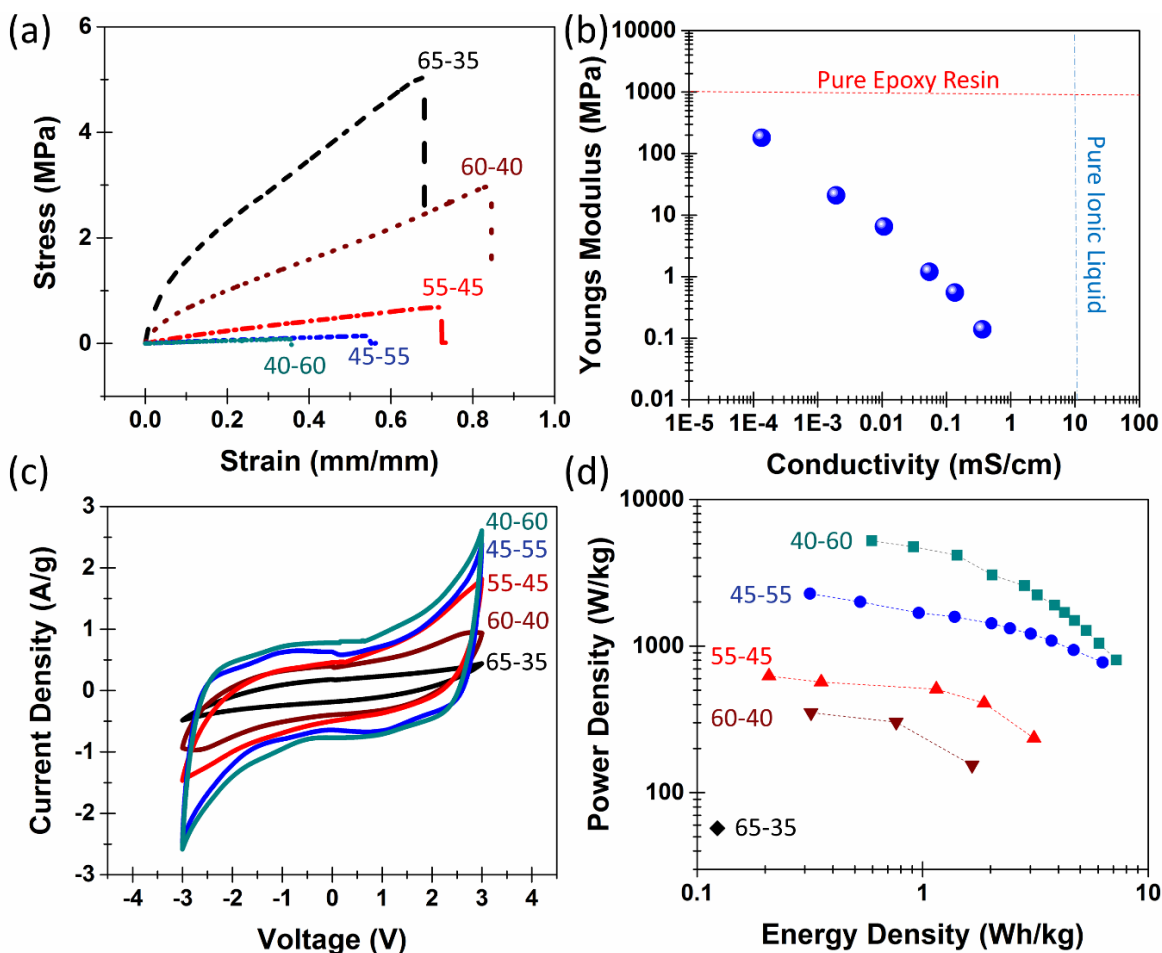 (a)
6
4
2
0
0.0 0.2 0.4 0.6 0.8 1.0
Stress (MPa)
Strain (mm/mm)
65-35
60-40
55-45
45-55
40-60
(b)
10000
1000
100
10
1
0.1
0.01
1E-5 1E-4 1E-3 0.01 0.1 1 10 100
Youngs Modulus (MPa)
Conductivity (mS/cm)
Pure Epoxy Resin
Pure Ionic Liquid
(c)
3
2
1
0
-1
-2
-3
-4 -3 -2 -1 0 1 2 3 4
Current Density (A/g)
Voltage (V)
40-60
45-55
55-45
60-40
65-35
(d)
10000
1000
100
0.1 1 10
Power Density (W/kg)
Energy Density (Wh/kg)
40-60
45-55
55-45
60-40
65-35